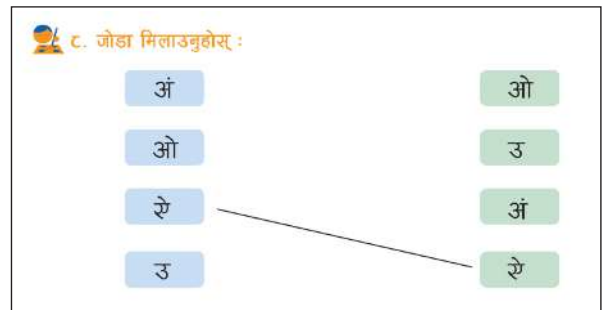 ८. जोडा मिलाउनुहोस् :
अं ओ
ओ उ
ऐ अं
उ ऐ